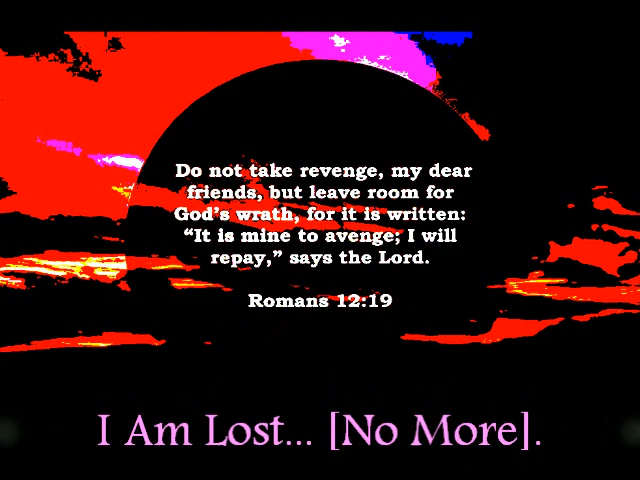 Do not take revenge, my dear
friends, but leave room for
God's wrath, for it is written:
“It is mine to avenge; I will
repay,” says the Lord.
Romans 12:19
I Am Lost... [No More].